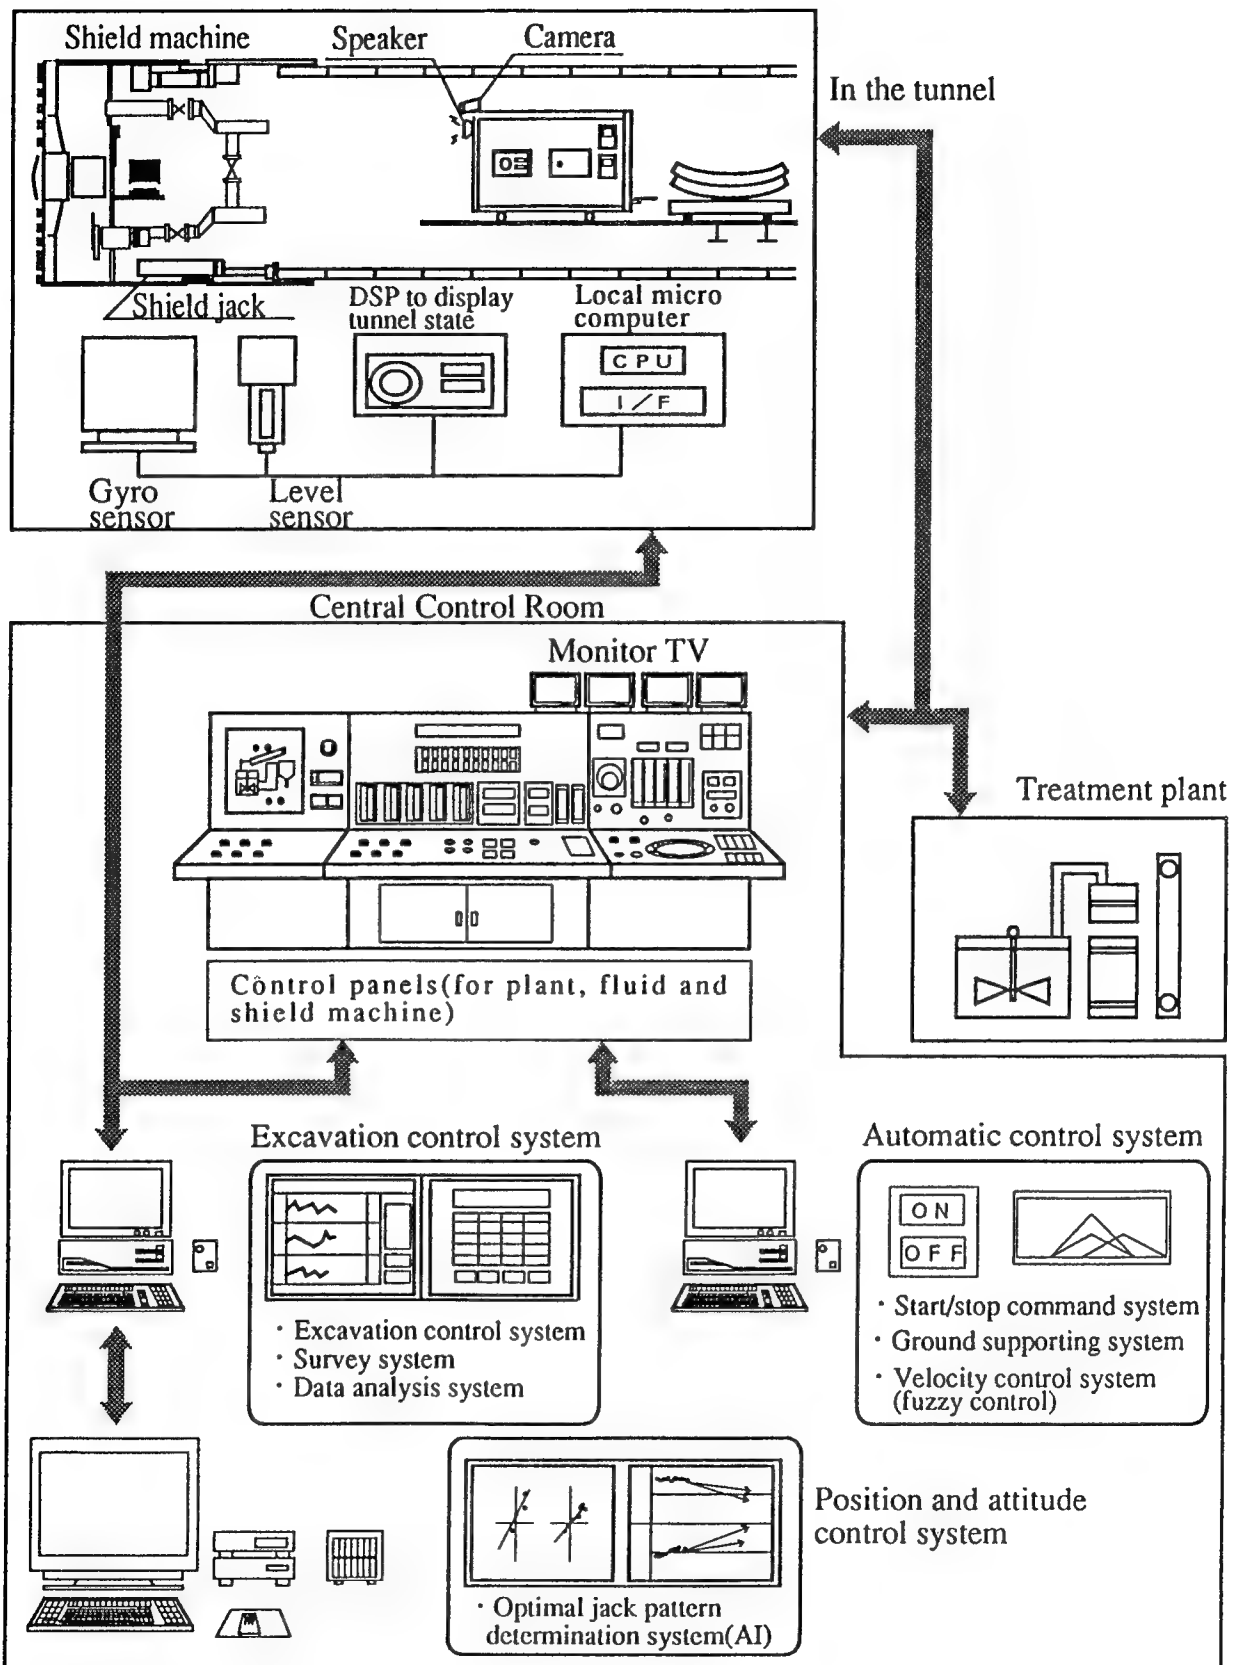 Shield machine
Speaker
Camera
In the tunnel
Shield jack
DSP to display
tunnel state
Local micro
computer
CPU
I/F
Gyro
sensor
Level
sensor
Central Control Room
Monitor TV
Treatment plant
Control panels(for plant, fluid and
shield machine)
Excavation control system
· Excavation control system
· Survey system
· Data analysis system
Automatic control system
ON
OFF
· Start/stop command system
· Ground supporting system
· Velocity control system
(fuzzy control)
Position and attitude
control system
· Optimal jack pattern
determination system(AI)